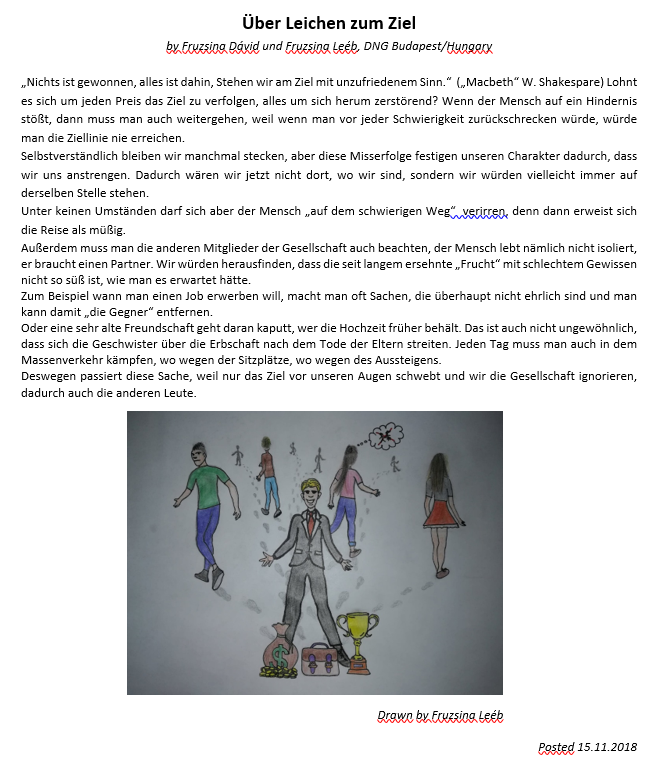 Über Leichen zum Ziel
by Fruzsina Dávid und Fruzsina Leéb, DNG Budapest/Hungary
„Nichts ist gewonnen, alles ist dahin, Stehen wir am Ziel mit unzufriedenem Sinn.“ („Macbeth“ W. Shakespare) Lohnt
es sich um jeden Preis das Ziel zu verfolgen, alles um sich herum zerstörend? Wenn der Mensch auf ein Hindernis
stößt, dann muss man auch weitergehen, weil wenn man vor jeder Schwierigkeit zurückschrecken würde, würde
man die Ziellinie nie erreichen.
Selbstverständlich bleiben wir manchmal stecken, aber diese Misserfolge festigen unseren Charakter dadurch, dass
wir uns anstrengen. Dadurch wären wir jetzt nicht dort, wo wir sind, sondern wir würden vielleicht immer auf
derselben Stelle stehen.
Unter keinen Umständen darf sich aber der Mensch „auf dem schwierigen Weg“ verirren, denn dann erweist sich
die Reise als müßig.
Außerdem muss man die anderen Mitglieder der Gesellschaft auch beachten, der Mensch lebt nämlich nicht isoliert,
er braucht einen Partner. Wir würden herausfinden, dass die seit langem ersehnte „Frucht“ mit schlechtem Gewissen
nicht so süß ist, wie man es erwartet hätte.
Zum Beispiel wann man einen Job erwerben will, macht man oft Sachen, die überhaupt nicht ehrlich sind und man
kann damit „die Gegner“ entfernen.
Oder eine sehr alte Freundschaft geht daran kaputt, wer die Hochzeit früher behält. Das ist auch nicht ungewöhnlich,
dass sich die Geschwister über die Erbschaft nach dem Tode der Eltern streiten. Jeden Tag muss man auch in dem
Massenverkehr kämpfen, wo wegen der Sitzplätze, wo wegen des Aussteigens.
Deswegen passiert diese Sache, weil nur das Ziel vor unseren Augen schwebt und wir die Gesellschaft ignorieren,
dadurch auch die anderen Leute.
$
Drawn by Fruzsina Leéb
Posted 15.11.2018